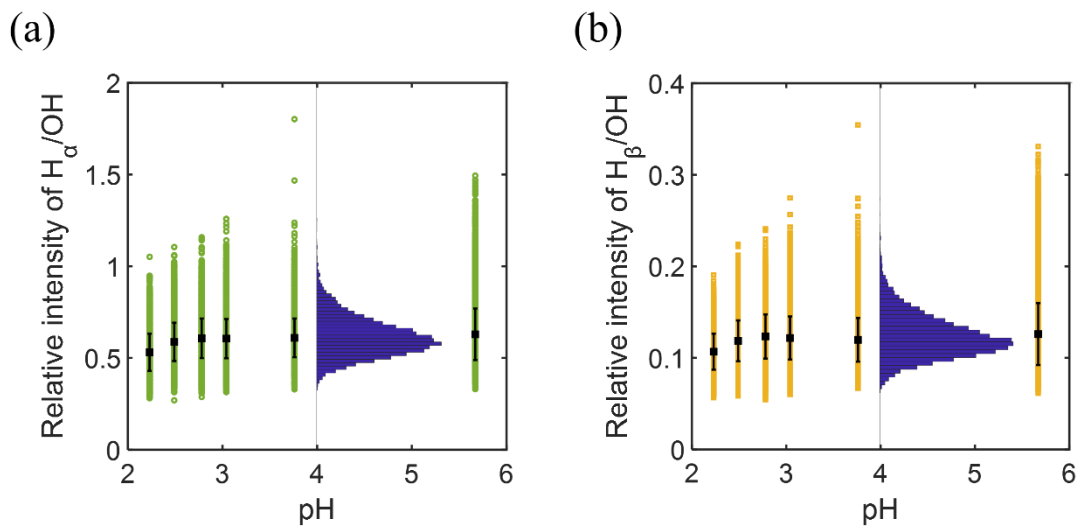 (a)
(b)
Relative intensity of Hα/OH
2
1.5
1
0.5
0
2 3 4 5 6
pH
Relative intensity of Hβ/OH
0.4
0.3
0.2
0.1
0
2 3 4 5 6
pH